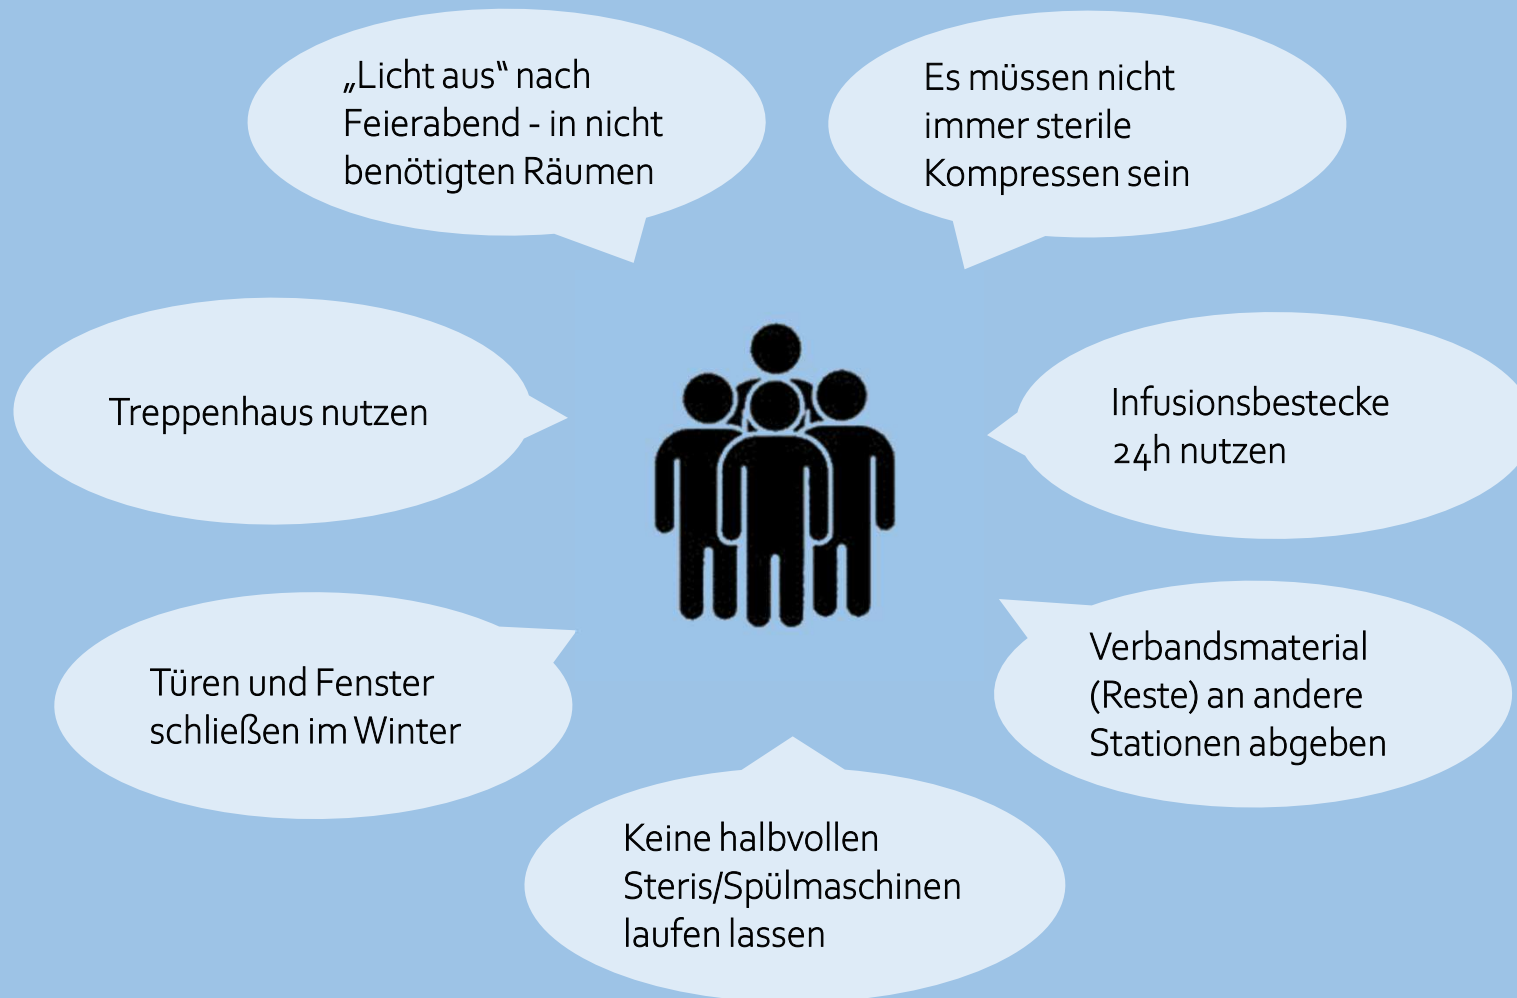 „Licht aus“ nach
Feierabend - in nicht
benötigten Räumen
Es müssen nicht
immer sterile
Kompressen sein
Treppenhaus nutzen
Infusionsbestecke
24h nutzen
Türen und Fenster
schließen im Winter
Verbandsmaterial
(Reste) an andere
Stationen abgeben
Keine halbvollen
Steris/Spülmaschinen
laufen lassen